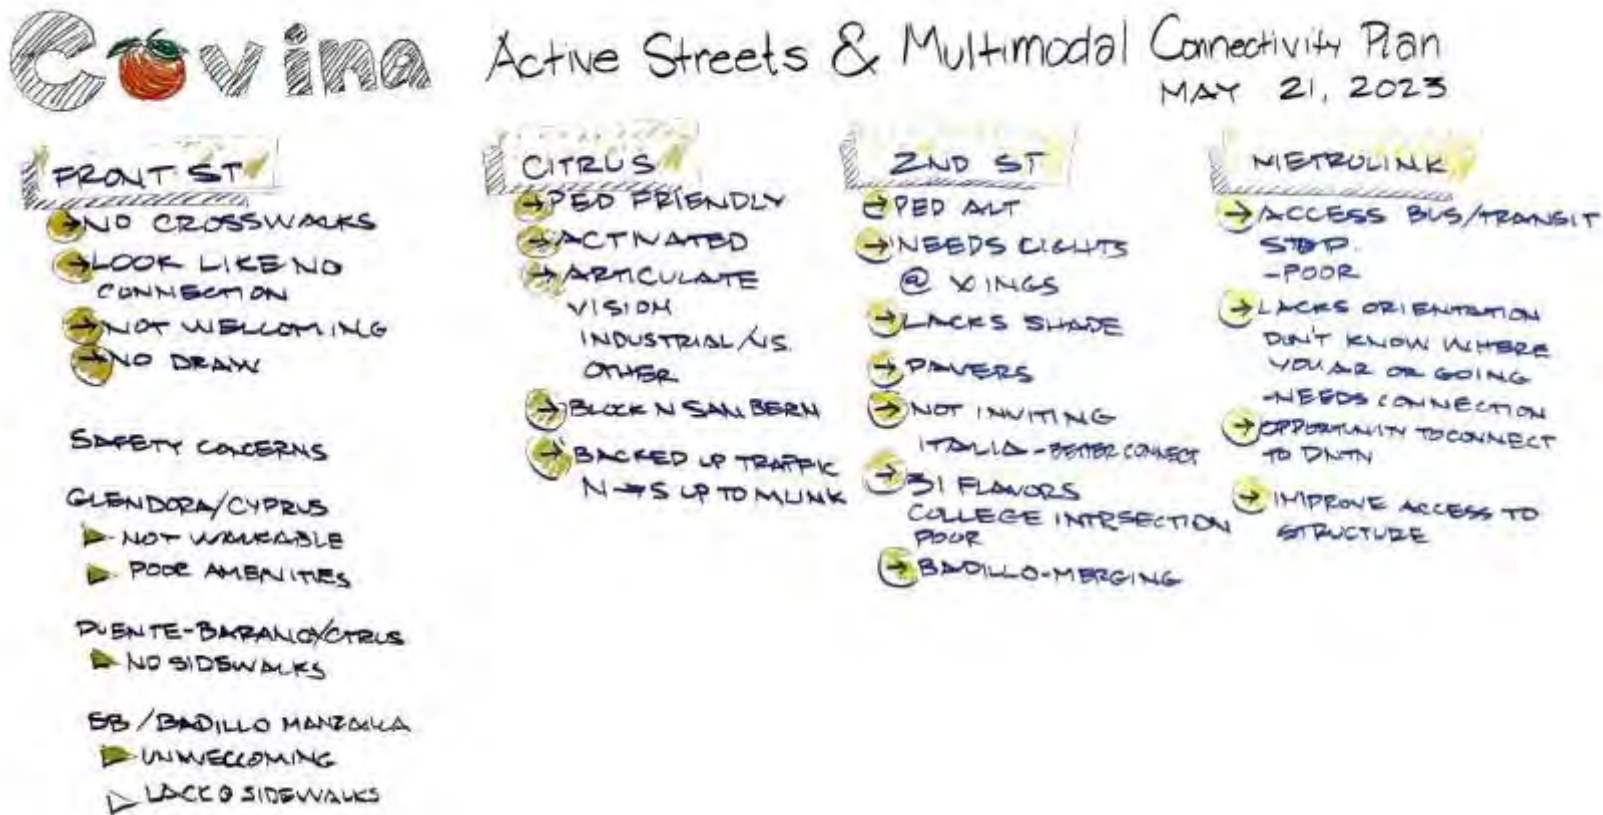 Covina Active Streets & Multimodal Connectivity Plan
MAY 21, 2023
FRONT ST
→ NO CROSSWALKS
→ LOOK LIKE NO
CONNECTION
→ NOT WELCOMING
→ NO DRAW
SAFETY CONCERNS
GLENDORA/CYPRUS
NOT WALKABLE
POOR AMENITIES
PUENTE-BARANCA/CITRUS
NO SIDEWALKS
SB/BADILLO
UNWELCOMING
LACK O SIDEWALKS
CITRUS
→ PED FRIENDLY
→ ACTIVATED
→ ARTICULATE
VISION
INDUSTRIAL/VS.
OTHER
→ BLOCK N SAN BERN
→ BACKED UP TRAFFIC
N→S UP TO
2ND ST
→ PED ALT
→ NEEDS LIGHTS
@ XINGS
→ LACKS SHADE
→ PAVERS
→ NOT INVITING
ITALIA - BETTER CONNECT
→ 31 FLAVORS
COLLEGE INTRSECTION
POOR
→ BADILLO-MERGING
METROLINK
→ ACCESS BUS/TRANSIT
STOP.
-POOR
→ LACKS ORIENTATION
DON'T KNOW WHERE
YOU AR OR GOING
-NEEDS CONNECTION
→ OPPORTUNITY TO CONNECT
TO DNTN
→ IMPROVE ACCESS TO
STRUCTURE